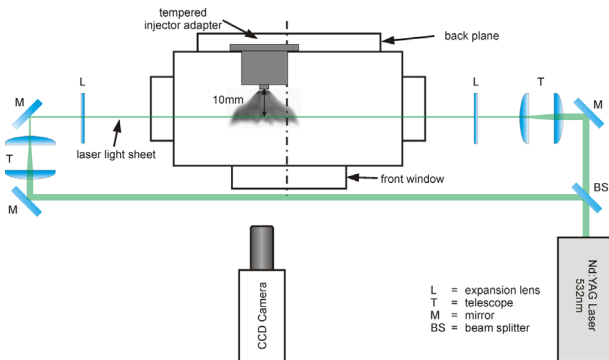 tempered
injector adapter
back plane
L
L
T
M
M
10mm
laser light sheet
T
M
front window
BS
CCD Camera
Nd:YAG Laser
532nm
L = expansion lens
T = telescope
M = mirror
BS = beam splitter